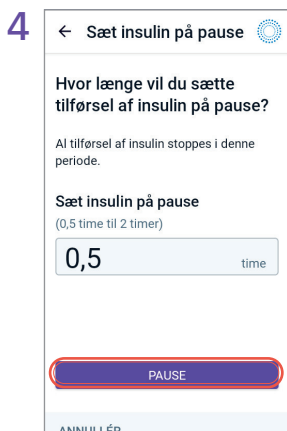 4
← Sæt insulin på pause
Hvor længe vil du sætte
tilførsel af insulin på pause?
Al tilførsel af insulin stoppes i denne
periode.
Sæt insulin på pause
(0,5 time til 2 timer)
0,5 time
PAUSE
ANNULLÉR